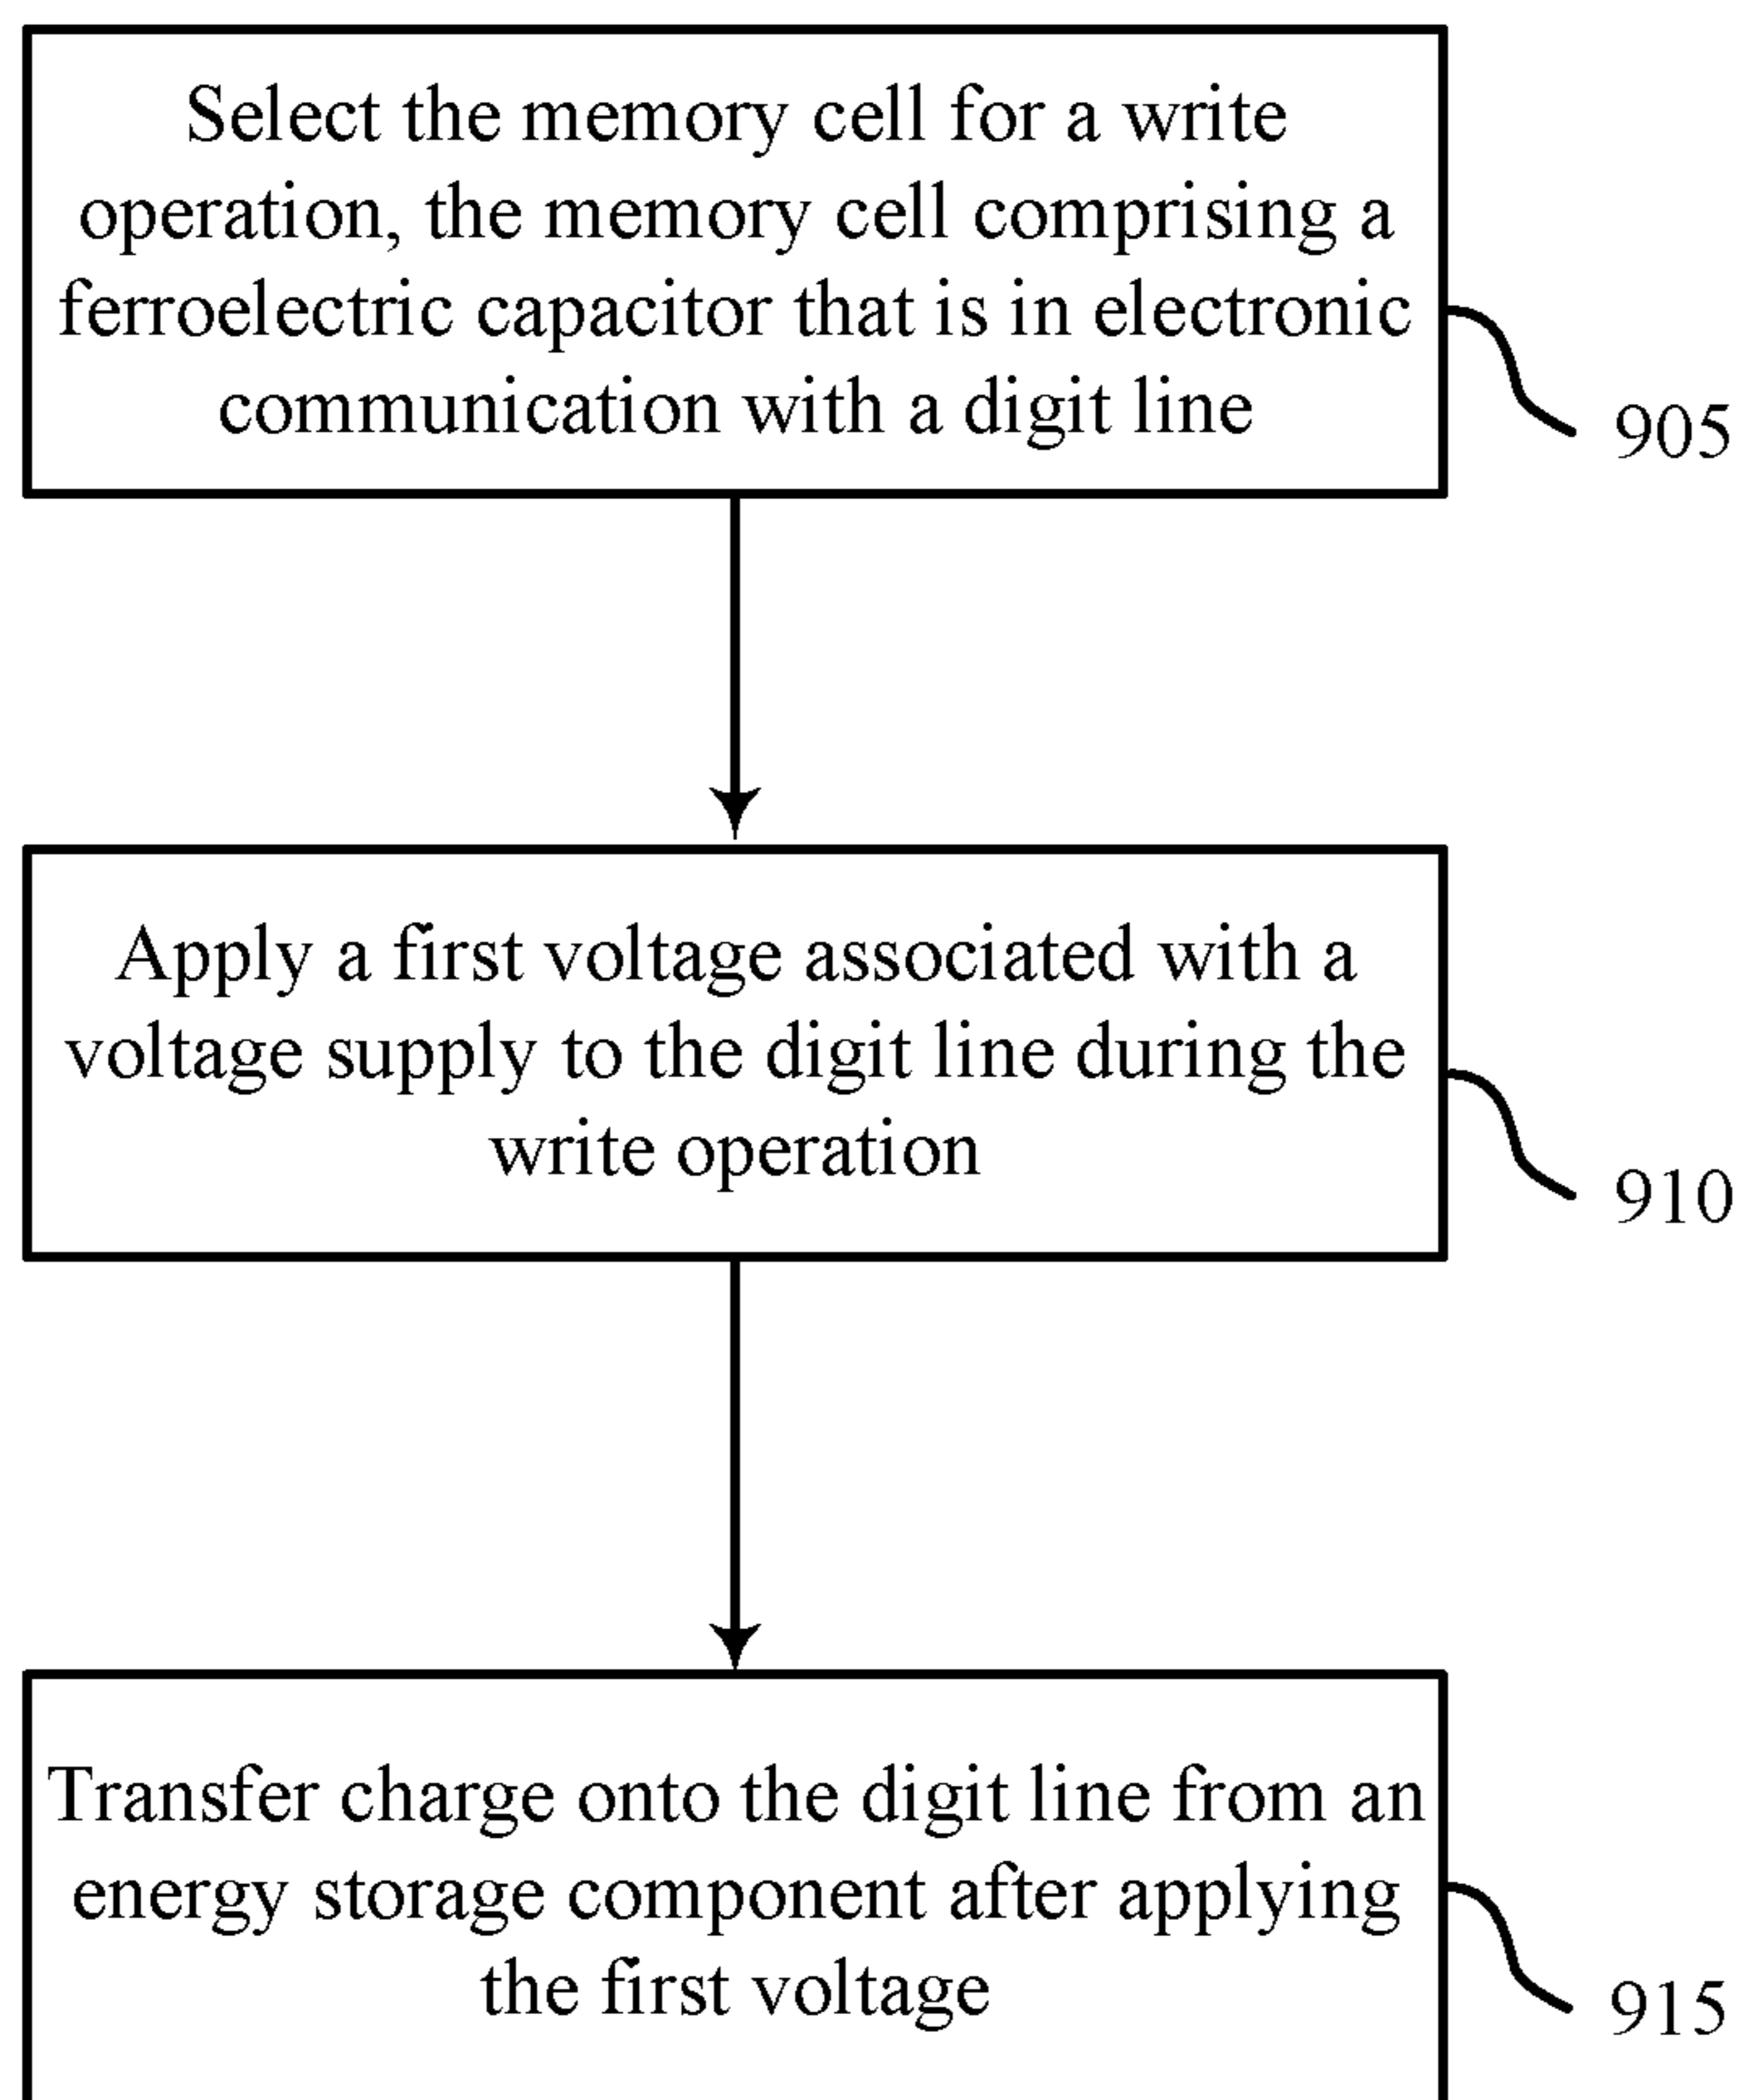 Select the memory cell for a write
operation, the memory cell comprising a
ferroelectric capacitor that is in electronic
communication with a digit line
905
Apply a first voltage associated with a
voltage supply to the digit line during the
write operation
910
Transfer charge onto the digit line from an
energy storage component after applying
the first voltage
915